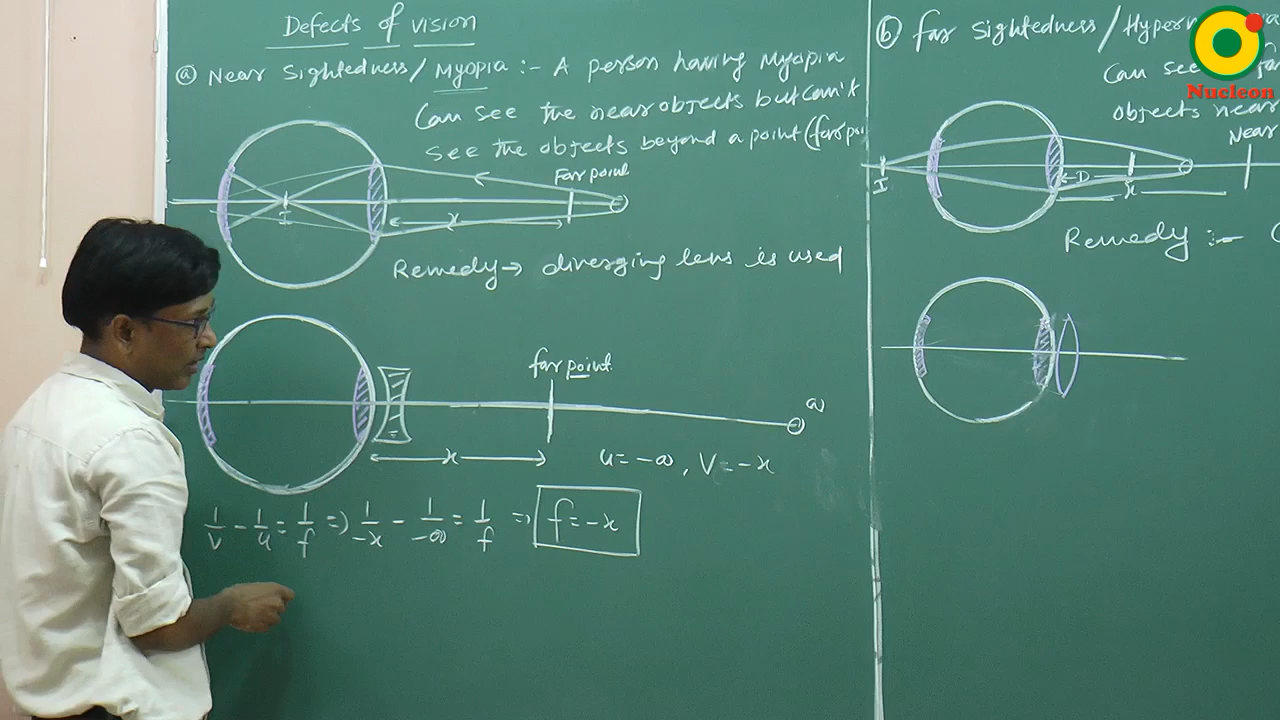 Defects of vision
(a) Near Sightedness/ Myopia :- A person having Myopia
Can see the near objects but can't
see the objects beyond a point (far poi
Far point
I
x
Remedy → diverging lens is used
far point
∞
x
u = -∞ , V = -x
1/v - 1/u = 1/f ⇒ 1/-x - 1/-∞ = 1/f ⇒ f = -x
(b) far Sightedness / Hyperm
Can see
objects near
Near
I
D
x
Remedy :-
Nucleon